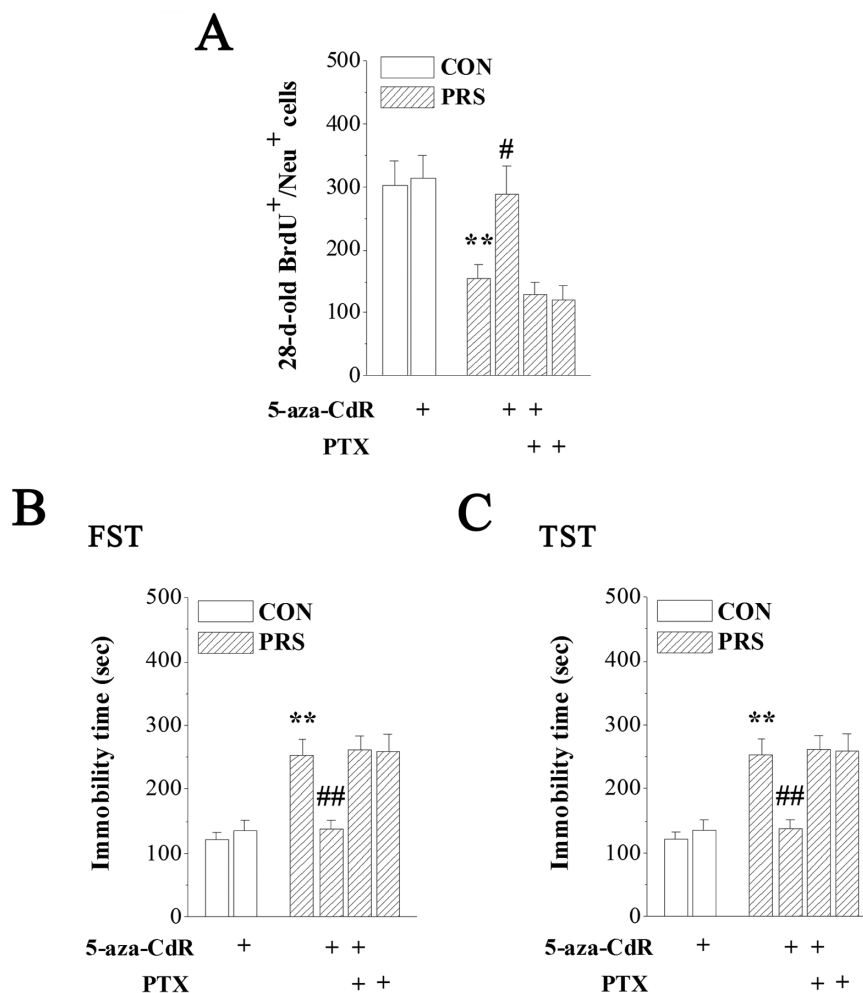 A
500
CON
PRS
400
300
200
100
0
28-d-old BrdU+/Neu+ cells
#
**
5-aza-CdR + + +
PTX + +
B
FST
500
CON
PRS
400
300
200
100
0
Immobility time (sec)
**
##
5-aza-CdR + + +
PTX + +
C
TST
500
CON
PRS
400
300
200
100
0
Immobility time (sec)
**
##
5-aza-CdR + + +
PTX + +